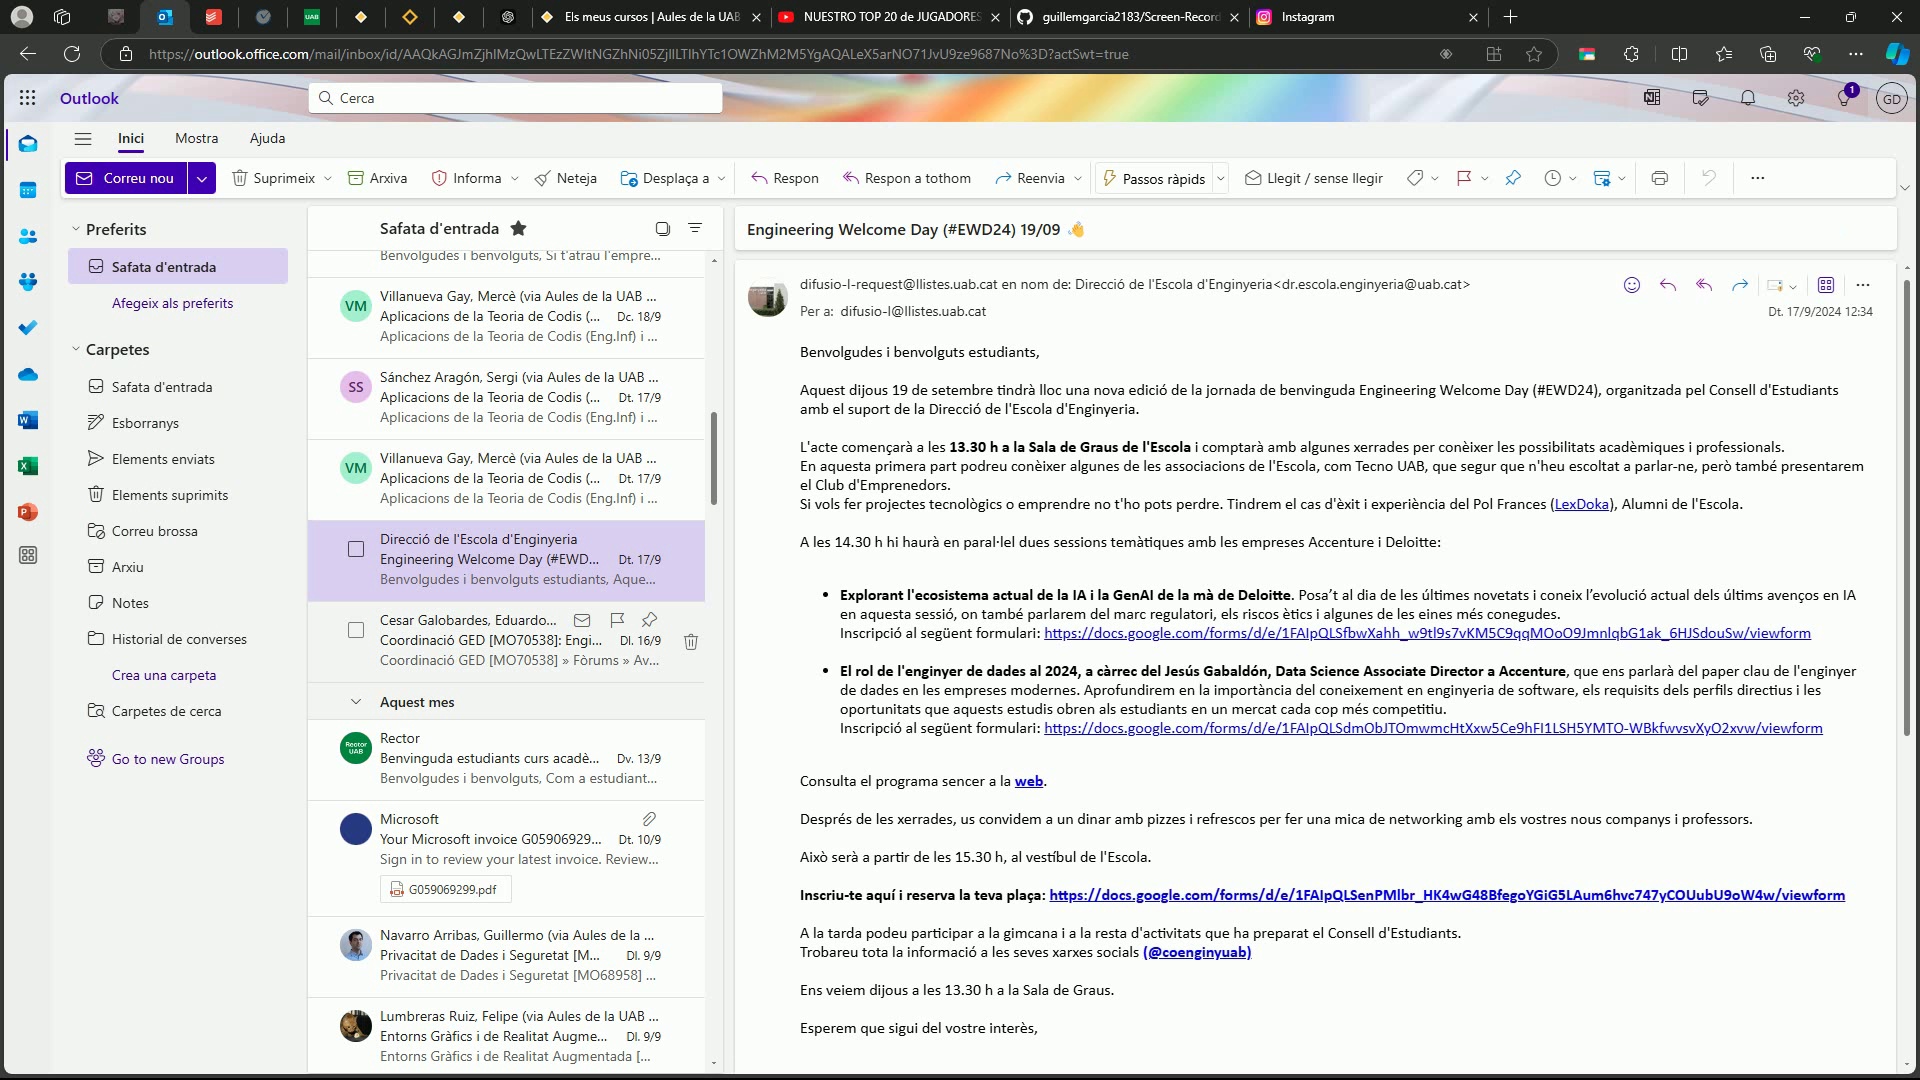 Els meus cursos | Aules de la UAB
NUESTRO TOP 20 de JUGADORES
guillemgarcia2183/Screen-Record
Instagram
https://outlook.office.com/mail/inbox/id/
?actSwt=true
Outlook
Cerca
1
GD
Inici
Mostra
Ajuda
Correu nou
Suprimeix
Arxiva
Informa
Neteja
Desplaça a
Respon
Respon a tothom
Reenvia
Passos ràpids
Llegit / sense llegir
Preferits
Safata d'entrada
Afegeix als preferits
Carpetes
Safata d'entrada
Esborranys
Elements enviats
Elements suprimits
Correu brossa
Arxiu
Notes
Historial de converses
Crea una carpeta
Carpetes de cerca
Go to new Groups
Safata d'entrada
Benvolgudes i benvolguts, Si t'atrau l'empre...
VM
Villanueva Gay, Mercè (via Aules de la UAB ...
Aplicacions de la Teoria de Codis (... Dc. 18/9
Aplicacions de la Teoria de Codis (Eng.Inf) i ...
SS
Sánchez Aragón, Sergi (via Aules de la UAB ...
Aplicacions de la Teoria de Codis (... Dt. 17/9
Aplicacions de la Teoria de Codis (Eng.Inf) i ...
VM
Villanueva Gay, Mercè (via Aules de la UAB ...
Aplicacions de la Teoria de Codis (... Dt. 17/9
Aplicacions de la Teoria de Codis (Eng.Inf) i ...
Direcció de l'Escola d'Enginyeria
Engineering Welcome Day (#EWD... Dt. 17/9
Benvolgudes i benvolguts estudiants, Aque...
Cesar Galobardes, Eduardo...
Coordinació GED [MO70538]: Engi... Dl. 16/9
Coordinació GED [MO70538] » Fòrums » Av...
Aquest mes
Rector UAB
Rector
Benvinguda estudiants curs acadè... Dv. 13/9
Benvolgudes i benvolguts, Com a estudiant...
Microsoft
Your Microsoft invoice G05906929... Dt. 10/9
Sign in to review your latest invoice. Review...
G059069299.pdf
Navarro Arribas, Guillermo (via Aules de la ...
Privacitat de Dades i Seguretat [M... Dl. 9/9
Privacitat de Dades i Seguretat [MO68958] ...
Lumbreras Ruiz, Felipe (via Aules de la UAB ...
Entorns Gràfics i de Realitat Augme... Dl. 9/9
Entorns Gràfics i de Realitat Augmentada [...
Engineering Welcome Day (#EWD24) 19/09 👋
difusio-l-request@llistes.uab.cat en nom de: Direcció de l'Escola d'Enginyeria<dr.escola.enginyeria@uab.cat>
Per a: difusio-l@llistes.uab.cat
Dt. 17/9/2024 12:34
Benvolgudes i benvolguts estudiants,
Aquest dijous 19 de setembre tindrà lloc una nova edició de la jornada de benvinguda Engineering Welcome Day (#EWD24), organitzada pel Consell d'Estudiants
amb el suport de la Direcció de l'Escola d'Enginyeria.
L'acte començarà a les 13.30 h a la Sala de Graus de l'Escola i comptarà amb algunes xerrades per conèixer les possibilitats acadèmiques i professionals.
En aquesta primera part podreu conèixer algunes de les associacions de l'Escola, com Tecno UAB, que segur que n'heu escoltat a parlar-ne, però també presentarem
el Club d'Emprenedors.
Si vols fer projectes tecnològics o emprendre no t'ho pots perdre. Tindrem el cas d'èxit i experiència del Pol Frances (LexDoka), Alumni de l'Escola.
A les 14.30 h hi haurà en paral·lel dues sessions temàtiques amb les empreses Accenture i Deloitte:
• Explorant l'ecosistema actual de la IA i la GenAI de la mà de Deloitte. Posa't al dia de les últimes novetats i coneix l'evolució actual dels últims avenços en IA
en aquesta sessió, on també parlarem del marc regulatori, els riscos ètics i algunes de les eines més conegudes.
Inscripció al següent formulari: https://docs.google.com/forms/d/e/1FAIpQLSfbwXahh_w9tl9s7vKM5C9qqMOoO9JmnlqbG1ak_6HJSdouSw/viewform
• El rol de l'enginyer de dades al 2024, a càrrec del Jesús Gabaldón, Data Science Associate Director a Accenture, que ens parlarà del paper clau de l'enginyer
de dades en les empreses modernes. Aprofundirem en la importància del coneixement en enginyeria de software, els requisits dels perfils directius i les
oportunitats que aquests estudis obren als estudiants en un mercat cada cop més competitiu.
Inscripció al següent formulari: https://docs.google.com/forms/d/e/1FAIpQLSdmObJTOmwmcHtXxw5Ce9hFI1LSH5YMTO-WBkfwvsvXyO2xvw/viewform
Consulta el programa sencer a la web.
Després de les xerrades, us convidem a un dinar amb pizzes i refrescos per fer una mica de networking amb els vostres nous companys i professors.
Això serà a partir de les 15.30 h, al vestíbul de l'Escola.
Inscriu-te aquí i reserva la teva plaça: https://docs.google.com/forms/d/e/1FAIpQLSenPMlbr_HK4wG48BfegoYGiG5LAum6hvc747yCOUubU9oW4w/viewform
A la tarda podeu participar a la gimcana i a la resta d'activitats que ha preparat el Consell d'Estudiants.
Trobareu tota la informació a les seves xarxes socials (@coenginyuab)
Ens veiem dijous a les 13.30 h a la Sala de Graus.
Esperem que sigui del vostre interès,